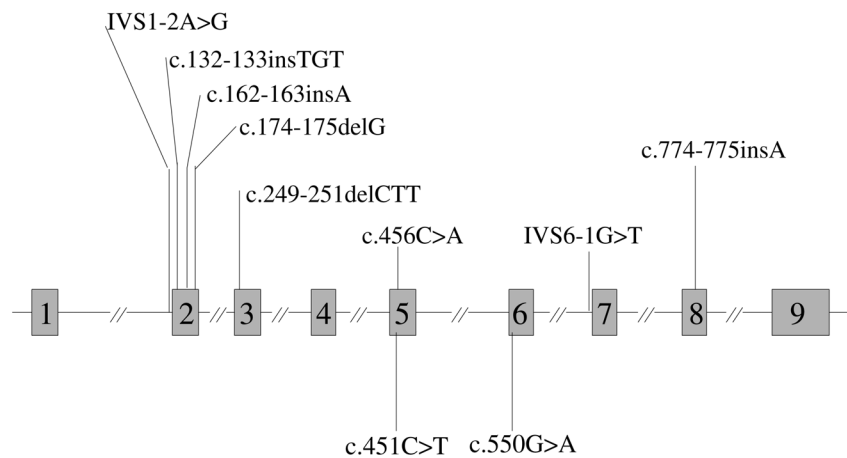 IVS1-2A>G
c.132-133insTGT
c.162-163insA
c.174-175delG
c.774-775insA
c.249-251delCTT
c.456C>A
IVS6-1G>T
1
2
3
4
5
6
7
8
9
c.451C>T
c.550G>A